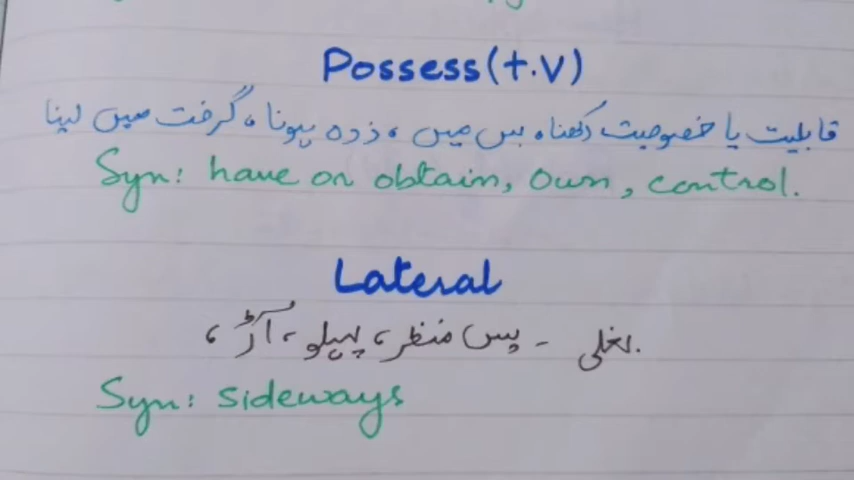 Possess(t.v)
قابلیت یا خصوصیت رکھنا، بس میں، زدہ ہونا، گرفت میں لینا
Syn: have or obtain, own, control.
Lateral
بغلی - پس منظر، پہلو، آڑ،
Syn: sideways